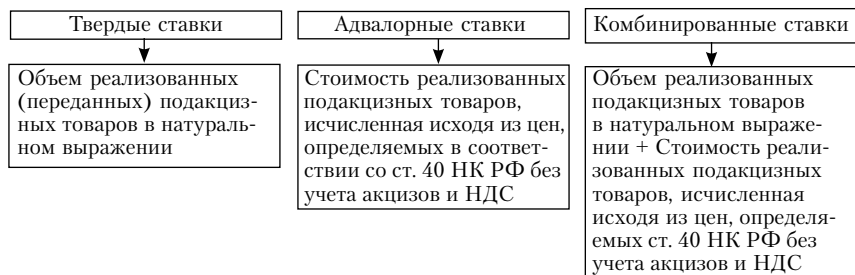 Твердые ставки
Объем реализованных
(переданных) подакциз-
ных товаров в натураль-
ном выражении
Адвалорные ставки
Стоимость реализованных
подакцизных товаров,
исчисленная исходя из цен,
определяемых в соответ-
ствии со ст. 40 НК РФ без
учета акцизов и НДС
Комбинированные ставки
Объем реализованных
подакцизных товаров
в натуральном выраже-
нии + Стоимость реали-
зованных подакцизных
товаров, исчисленная
исходя из цен, определя-
емых ст. 40 НК РФ без
учета акцизов и НДС